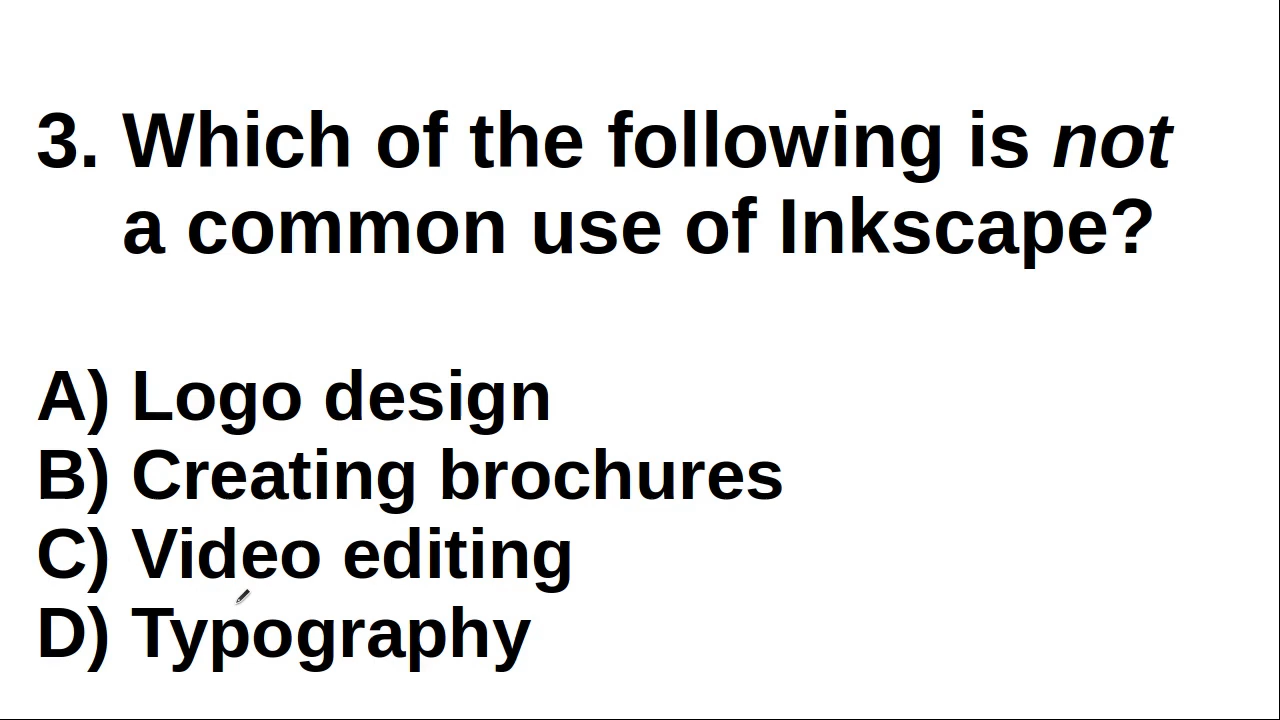 3. Which of the following is not
a common use of Inkscape?
A) Logo design
B) Creating brochures
C) Video editing
D) Typography